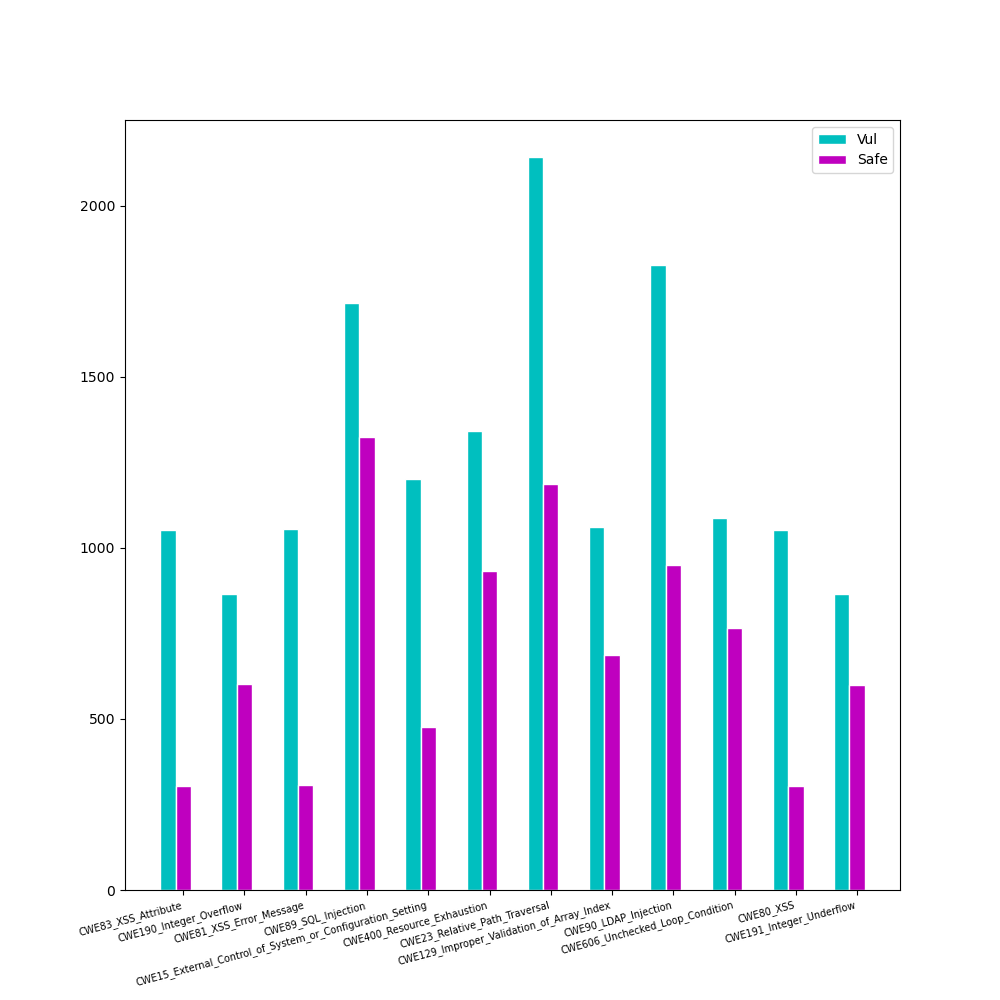 Vul
Safe
2000
1500
1000
500
0
CWE83_XSS_Attribute
CWE190_Integer_Overflow
CWE81_XSS_Error_Message
CWE89_SQL_Injection
CWE15_External_Control_of_System_or_Configuration_Setting
CWE400_Resource_Exhaustion
CWE23_Relative_Path_Traversal
CWE129_Improper_Validation_of_Array_Index
CWE90_LDAP_Injection
CWE606_Unchecked_Loop_Condition
CWE80_XSS
CWE191_Integer_Underflow